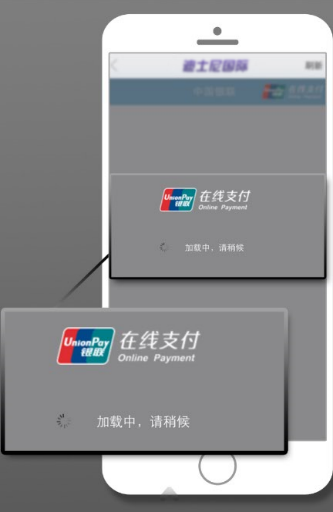 迪士尼国际
刷新
中国银联
在线支付
UnionPay
银联
在线支付
Online Payment
加载中，请稍候
UnionPay
银联
在线支付
Online Payment
加载中，请稍候